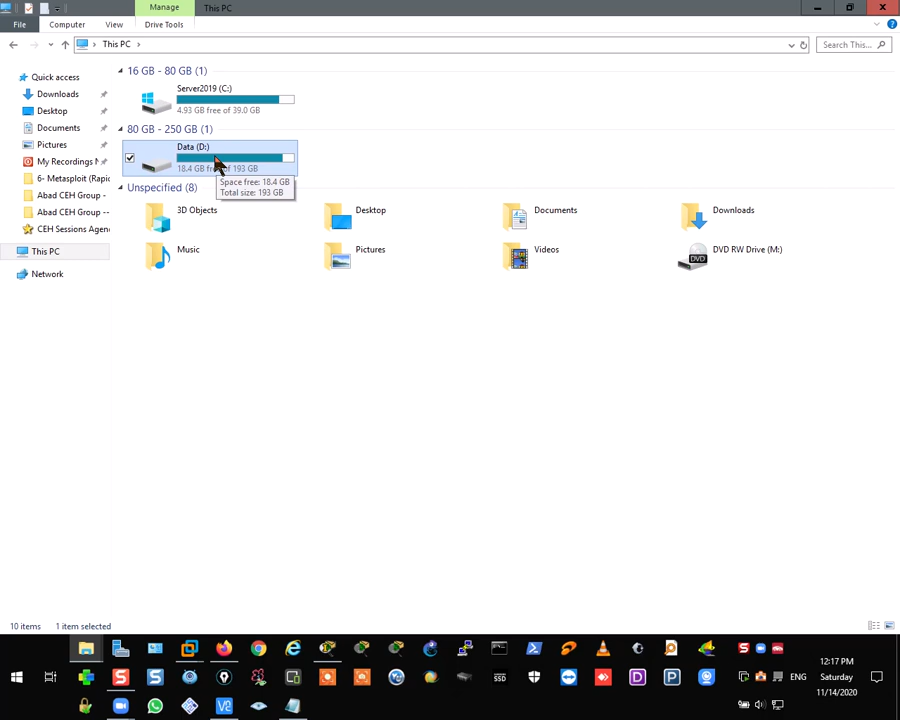 Manage
This PC
File
Computer
View
Drive Tools
This PC
Search This...
Quick access
Downloads
Desktop
Documents
Pictures
My Recordings
6- Metasploit (Rapid
Abad CEH Group -
Abad CEH Group --
CEH Sessions Agen
This PC
Network
16 GB - 80 GB (1)
Server2019 (C:)
4.93 GB free of 39.0 GB
80 GB - 250 GB (1)
Data (D:)
18.4 GB free of 193 GB
Space free: 18.4 GB
Total size: 193 GB
Unspecified (8)
3D Objects
Desktop
Documents
Downloads
Music
Pictures
Videos
DVD RW Drive (M:)
DVD
10 items
1 item selected
SSD
ENG
12:17 PM
Saturday
11/14/2020